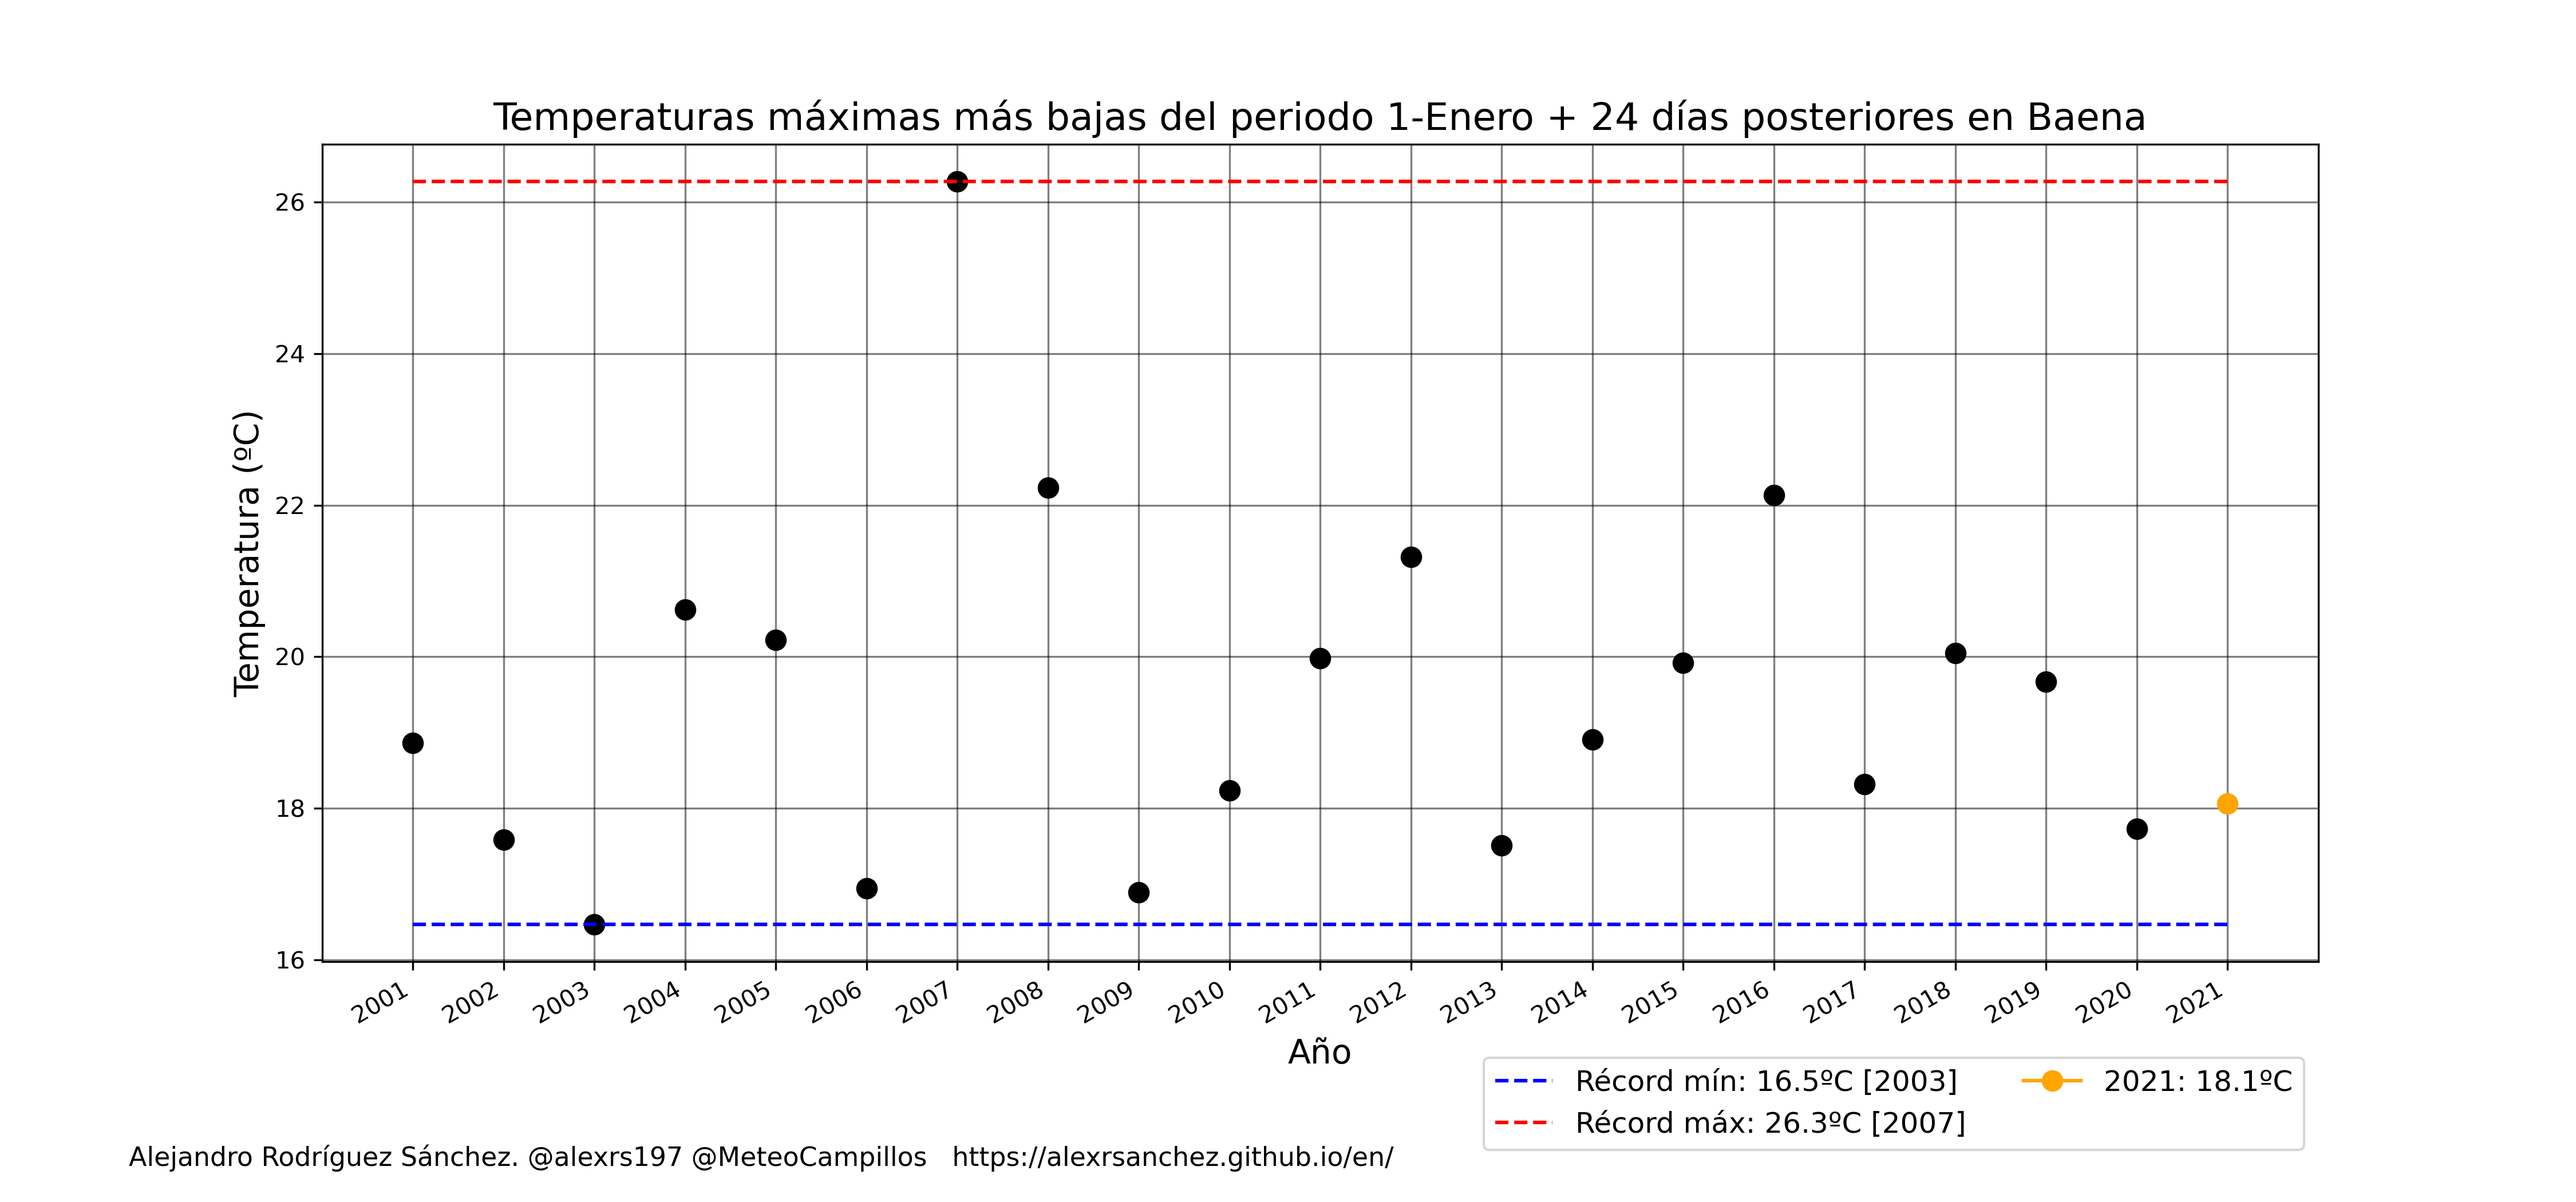 Temperaturas máximas más bajas del periodo 1-Enero + 24 días posteriores en Baena
Temperatura (ºC)
26
24
22
20
18
16
2001 2002 2003 2004 2005 2006 2007 2008 2009 2010 2011 2012 2013 2014 2015 2016 2017 2018 2019 2020 2021
Año
Récord mín: 16.5ºC [2003]
Récord máx: 26.3ºC [2007]
2021: 18.1ºC
Alejandro Rodríguez Sánchez. @alexrs197 @MeteoCampillos https://alexrsanchez.github.io/en/